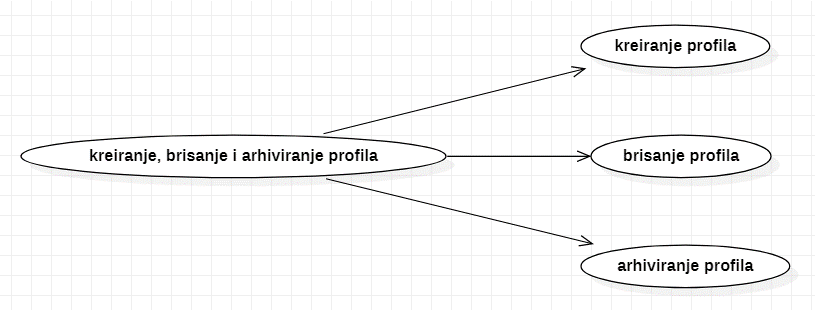 kreiranje profila
kreiranje, brisanje i arhiviranje profila
brisanje profila
arhiviranje profila